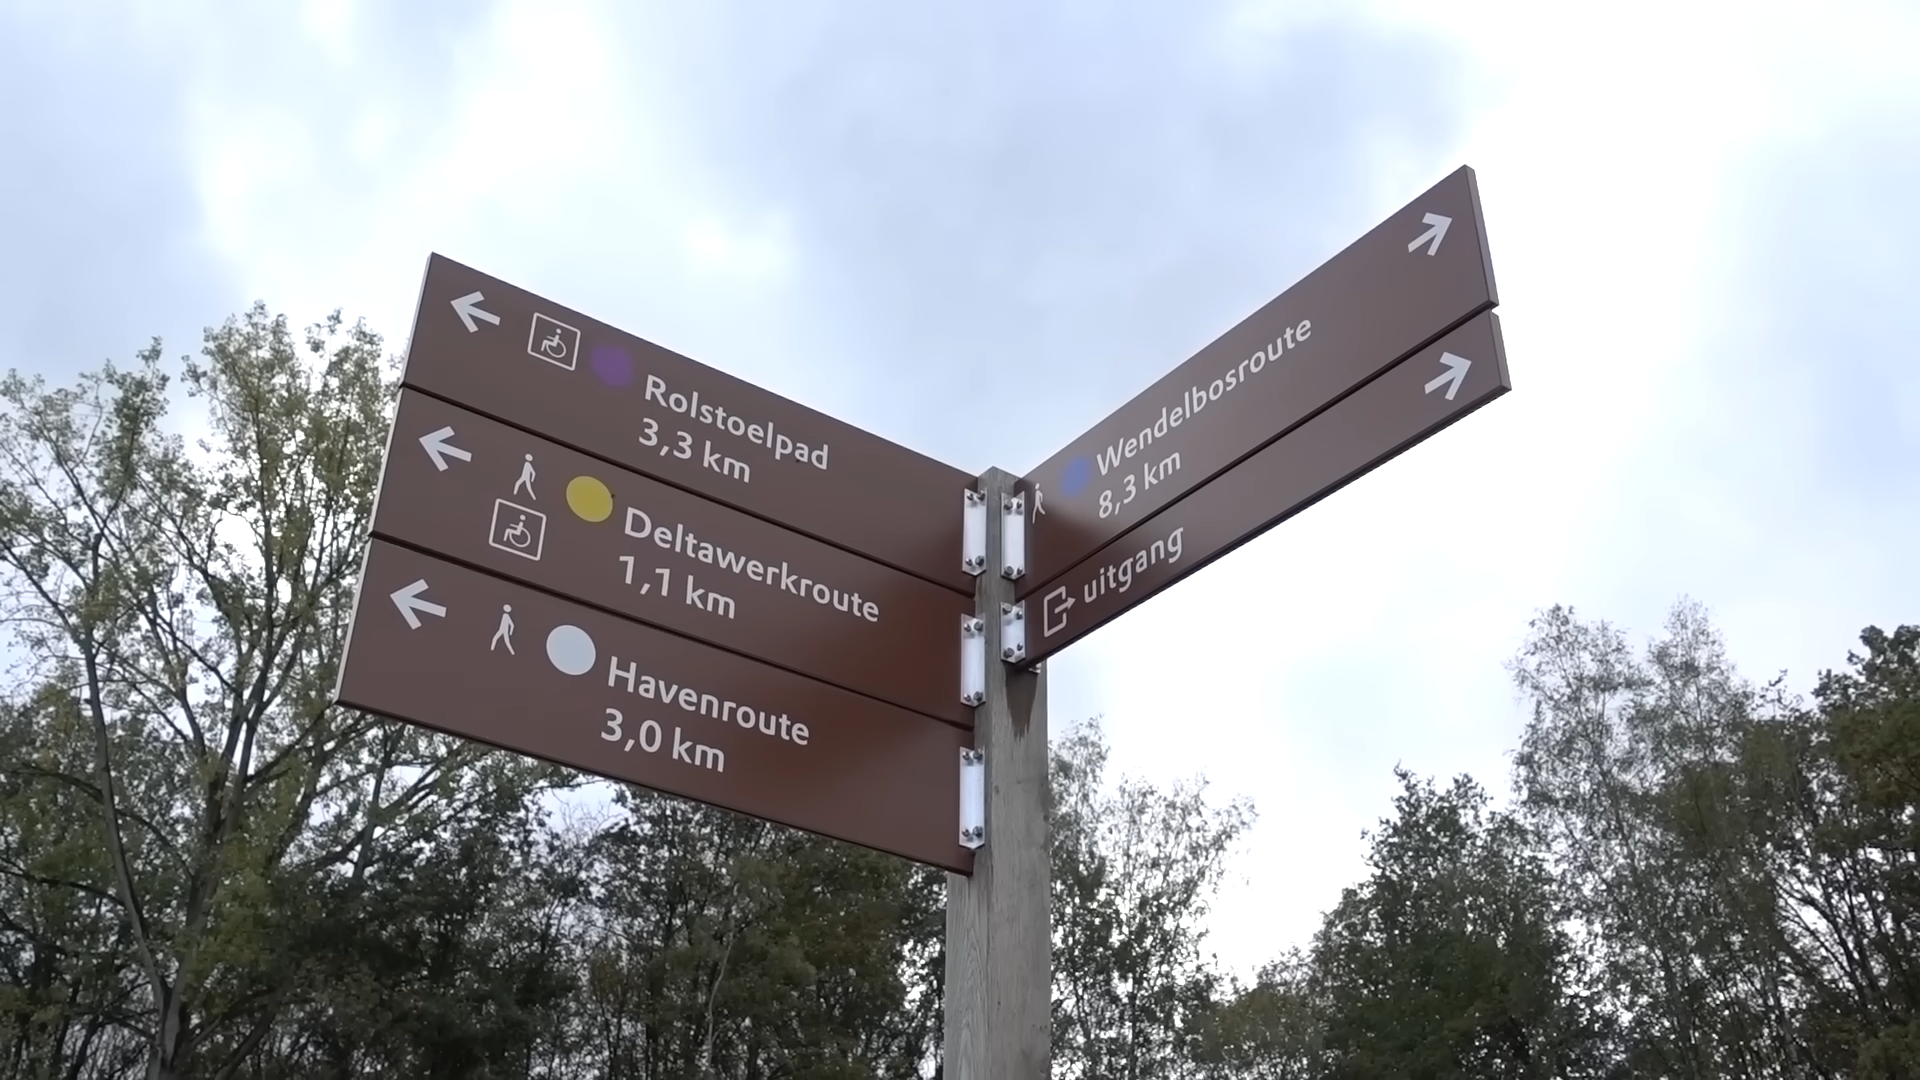 Rolstoelpad
3,3 km
Deltawerkroute
1,1 km
Havenroute
3,0 km
Wendelbosroute
8,3 km
uitgang